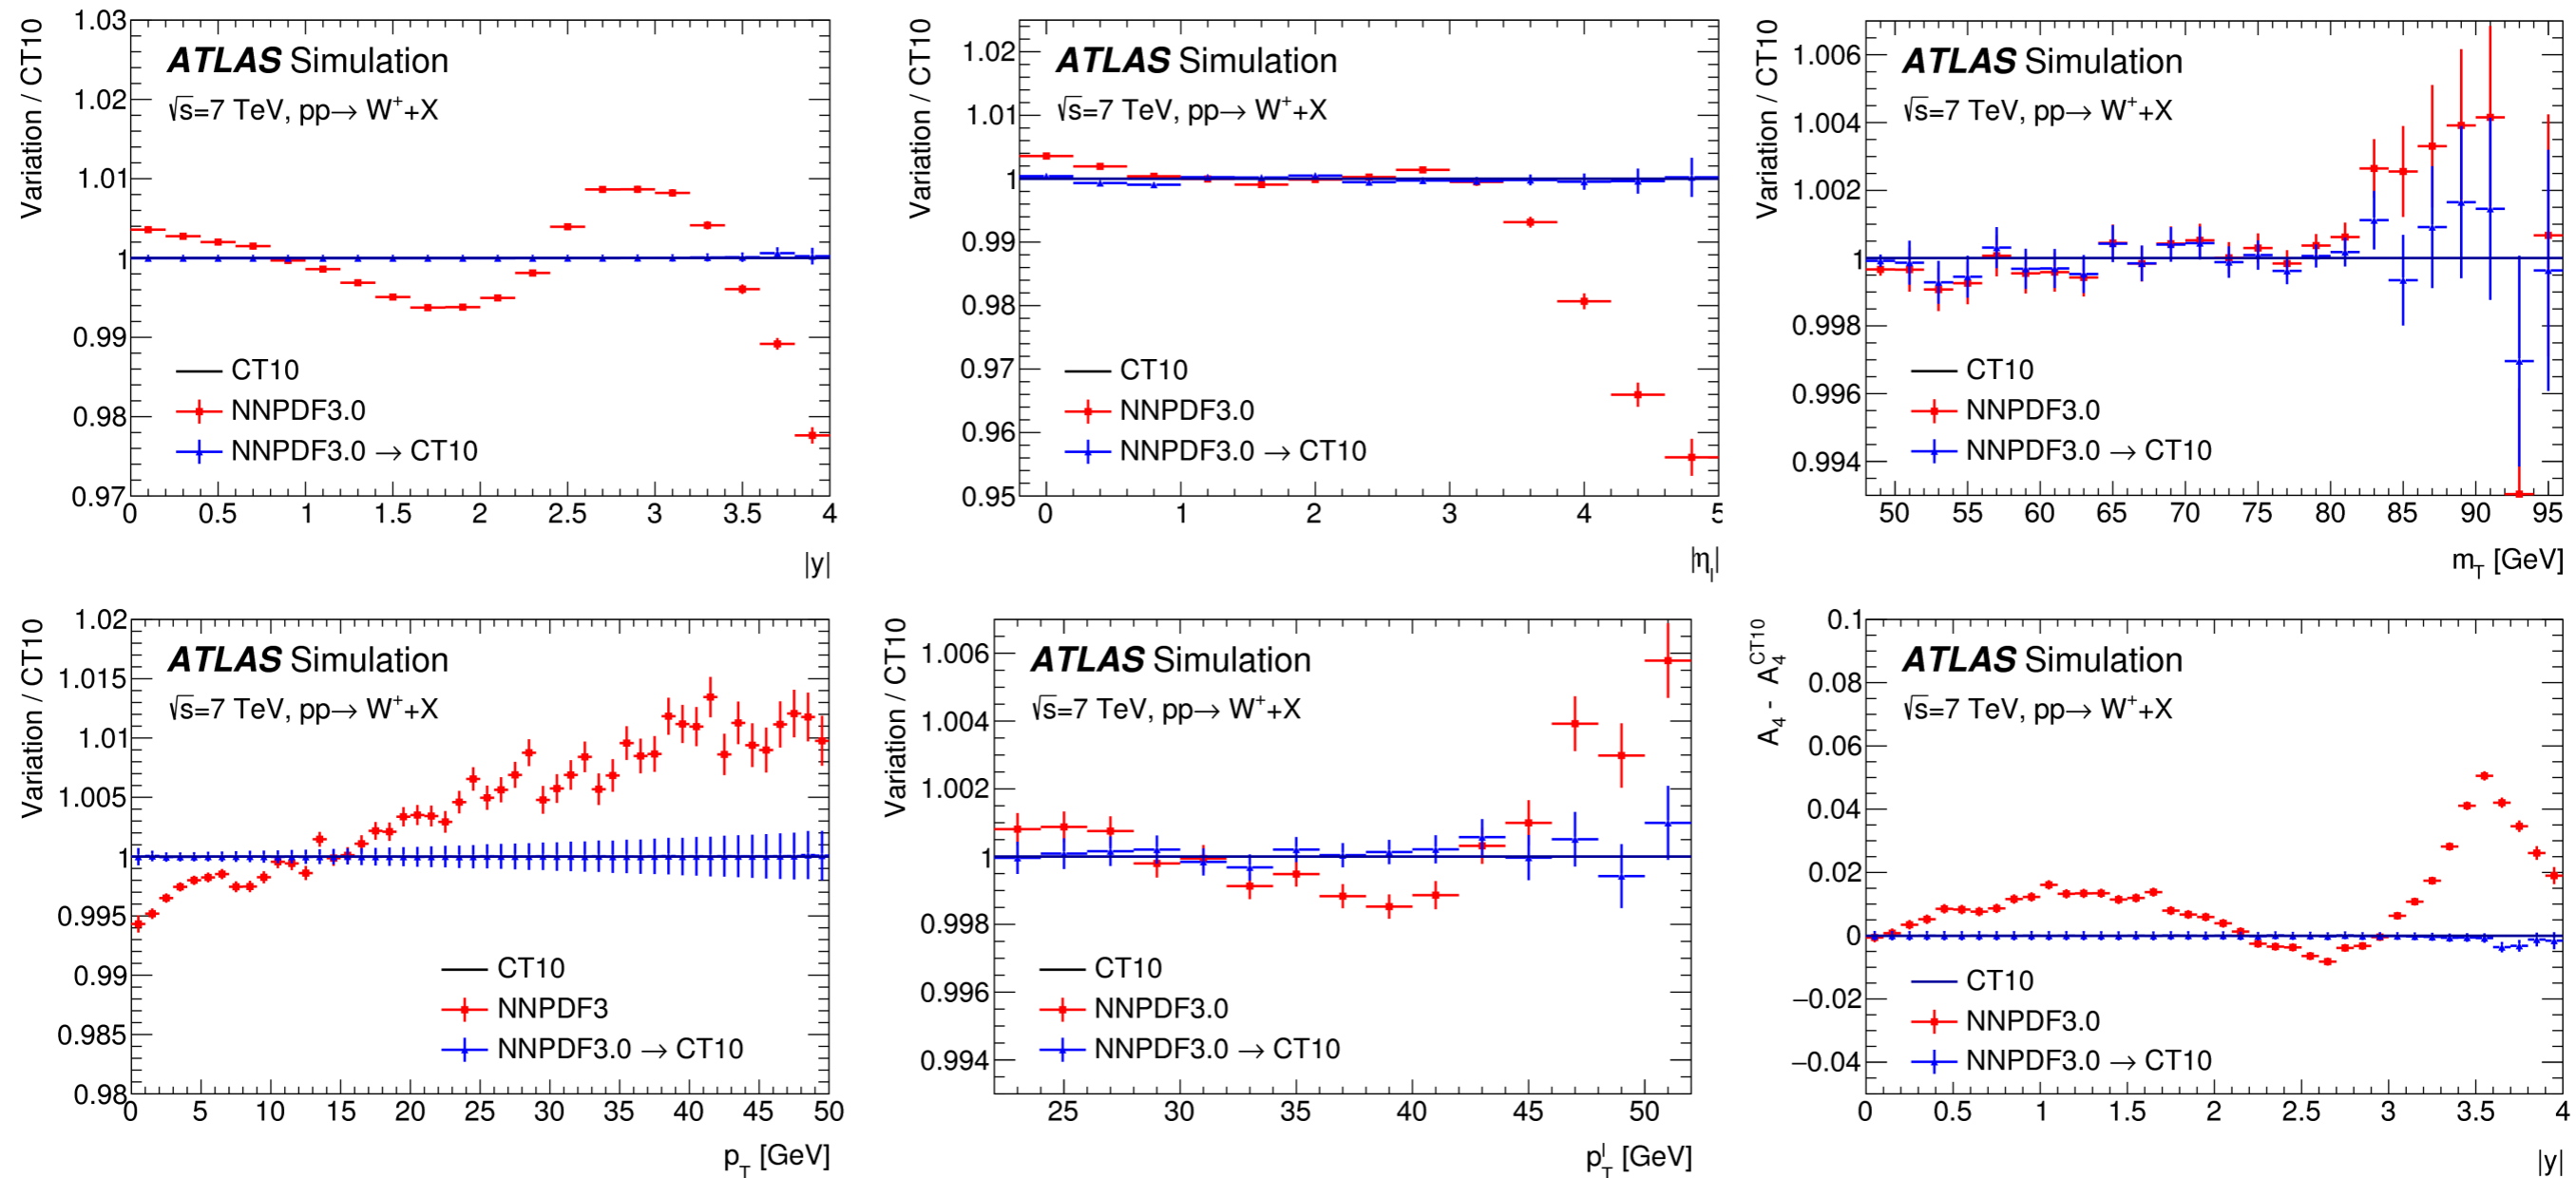 Variation / CT10
1.03
1.02
1.01
1
0.99
0.98
0.97
ATLAS Simulation
√s=7 TeV, pp→ W⁺+X
CT10
NNPDF3.0
NNPDF3.0 → CT10
0 0.5 1 1.5 2 2.5 3 3.5 4
|y|
Variation / CT10
1.02
1.01
1
0.99
0.98
0.97
0.96
0.95
ATLAS Simulation
√s=7 TeV, pp→ W⁺+X
CT10
NNPDF3.0
NNPDF3.0 → CT10
0 1 2 3 4 5
|η_l|
Variation / CT10
1.006
1.004
1.002
1
0.998
0.996
0.994
ATLAS Simulation
√s=7 TeV, pp→ W⁺+X
CT10
NNPDF3.0
NNPDF3.0 → CT10
50 55 60 65 70 75 80 85 90 95
m_T [GeV]
Variation / CT10
1.02
1.015
1.01
1.005
1
0.995
0.99
0.985
0.98
ATLAS Simulation
√s=7 TeV, pp→ W⁺+X
CT10
NNPDF3
NNPDF3.0 → CT10
0 5 10 15 20 25 30 35 40 45 50
p_T [GeV]
Variation / CT10
1.006
1.004
1.002
1
0.998
0.996
0.994
ATLAS Simulation
√s=7 TeV, pp→ W⁺+X
CT10
NNPDF3.0
NNPDF3.0 → CT10
25 30 35 40 45 50
p_T^l [GeV]
A_4 - A_4^CT10
0.1
0.08
0.06
0.04
0.02
0
−0.02
−0.04
ATLAS Simulation
√s=7 TeV, pp→ W⁺+X
CT10
NNPDF3.0
NNPDF3.0 → CT10
0 0.5 1 1.5 2 2.5 3 3.5 4
|y|